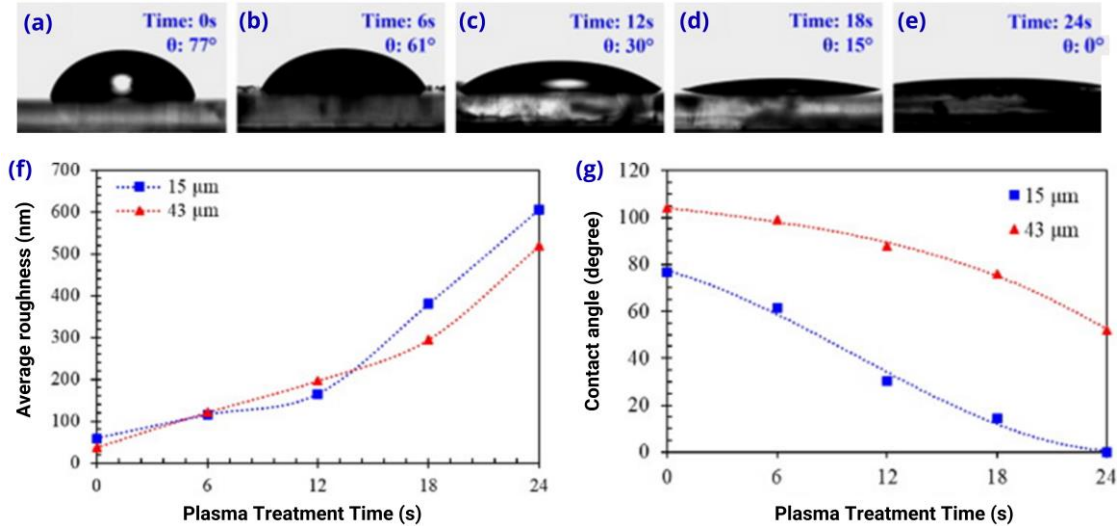 (a)
Time: 0s
θ: 77°
(b)
Time: 6s
θ: 61°
(c)
Time: 12s
θ: 30°
(d)
Time: 18s
θ: 15°
(e)
Time: 24s
θ: 0°
(f)
700
600
500
400
300
200
100
0
Average roughness (nm)
15 µm
43 µm
0 6 12 18 24
Plasma Treatment Time (s)
(g)
120
100
80
60
40
20
0
Contact angle (degree)
15 µm
43 µm
0 6 12 18 24
Plasma Treatment Time (s)